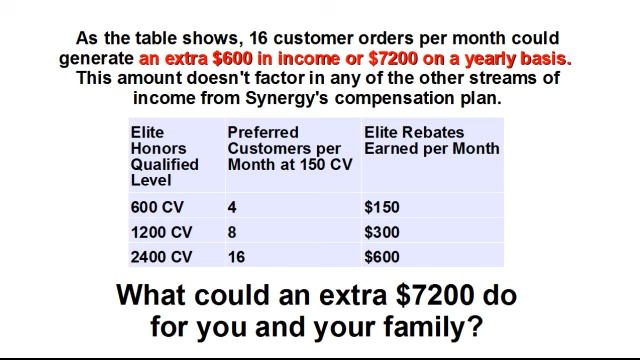 As the table shows, 16 customer orders per month could
generate an extra $600 in income or $7200 on a yearly basis.
This amount doesn't factor in any of the other streams of
income from Synergy's compensation plan.
Elite Honors Qualified Level | Preferred Customers per Month at 150 CV | Elite Rebates Earned per Month
600 CV | 4 | $150
1200 CV | 8 | $300
2400 CV | 16 | $600
What could an extra $7200 do
for you and your family?